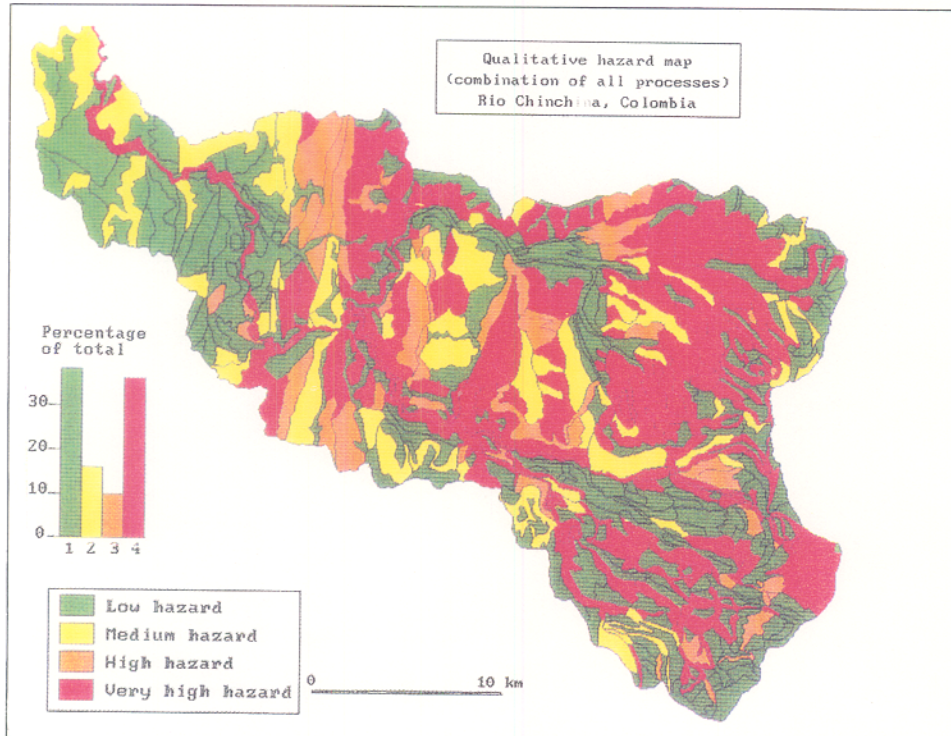 Qualitative hazard map
(combination of all processes)
Rio Chinchina, Colombia
Percentage
of total
30
20
10
0
1 2 3 4
Low hazard
Medium hazard
High hazard
Very high hazard
0 10 km